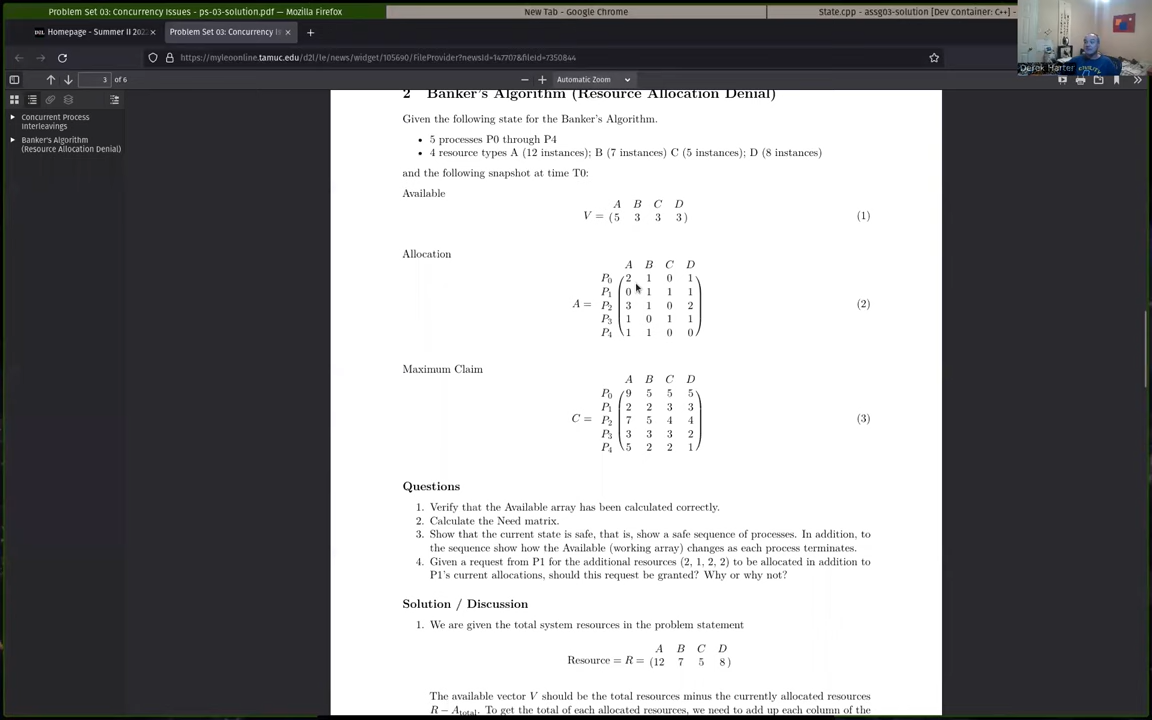 Problem Set 03: Concurrency Issues - ps-03-solution.pdf — Mozilla Firefox
New Tab - Google Chrome
State.cpp — assg03-solution [Dev Container: C++] -
Homepage - Summer II 202
Problem Set 03: Concurrency I
https://myleoonline.tamuc.edu/d2l/le/news/widget/105690/FileProvider?newsId=147707&fileId=7350844
Derek Harter
3 of 6
Automatic Zoom
Concurrent Process
interleavings
Banker's Algorithm
(Resource Allocation Denial)
2 Banker's Algorithm (Resource Allocation Denial)
Given the following state for the Banker's Algorithm.
• 5 processes P0 through P4
• 4 resource types A (12 instances); B (7 instances) C (5 instances); D (8 instances)
and the following snapshot at time T0:
Available
A B C D
V = (5 3 3 3) (1)
Allocation
A B C D
P0 2 1 0 1
P1 0 1 1 1
A = P2 3 1 0 2 (2)
P3 1 0 1 1
P4 1 1 0 0
Maximum Claim
A B C D
P0 9 5 5 5
P1 2 2 3 3
C = P2 7 5 4 4 (3)
P3 3 3 3 2
P4 5 2 2 1
Questions
1. Verify that the Available array has been calculated correctly.
2. Calculate the Need matrix.
3. Show that the current state is safe, that is, show a safe sequence of processes. In addition, to
the sequence show how the Available (working array) changes as each process terminates.
4. Given a request from P1 for the additional resources (2, 1, 2, 2) to be allocated in addition to
P1's current allocations, should this request be granted? Why or why not?
Solution / Discussion
1. We are given the total system resources in the problem statement
A B C D
Resource = R = (12 7 5 8)
The available vector V should be the total resources minus the currently allocated resources
R − Atotal. To get the total of each allocated resources, we need to add up each column of the